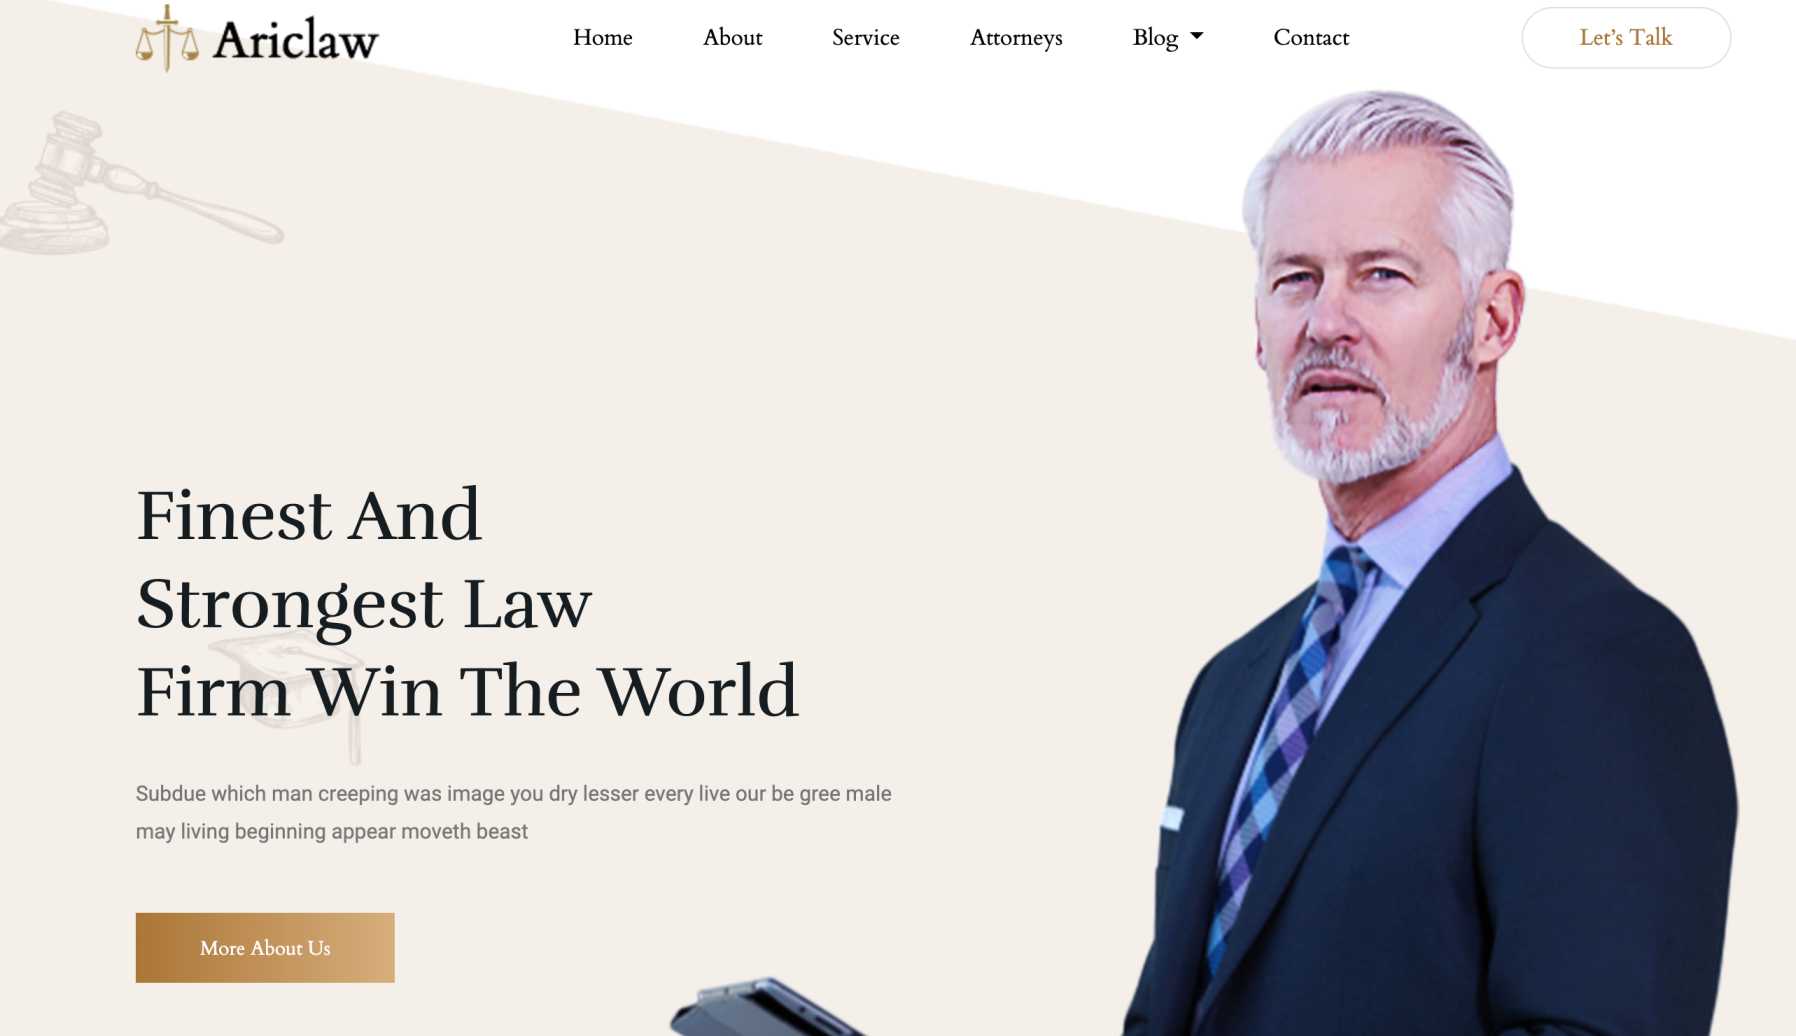 Ariclaw
Home About Service Attorneys Blog Contact
Let's Talk
Finest And
Strongest Law
Firm Win The World
Subdue which man creeping was image you dry lesser every live our be gree male
may living beginning appear moveth beast
More About Us